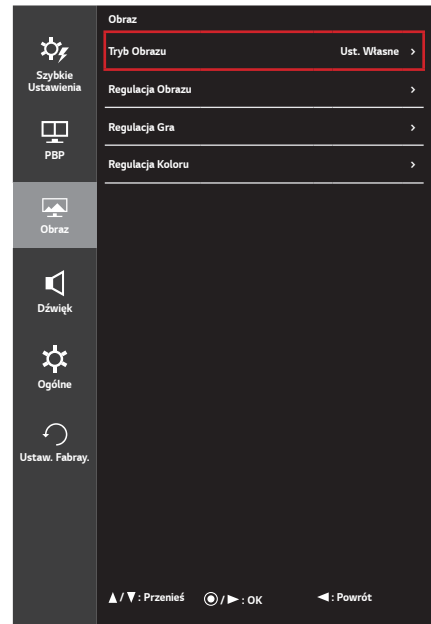 Szybkie
Ustawienia
PBP
Obraz
Dźwięk
Ogólne
Ustaw. Fabray.
Obraz
Tryb Obrazu Ust. Własne >
Regulacja Obrazu >
Regulacja Gra >
Regulacja Koloru >
▲/▼: Przenieś ◉/►: OK ◄: Powrót